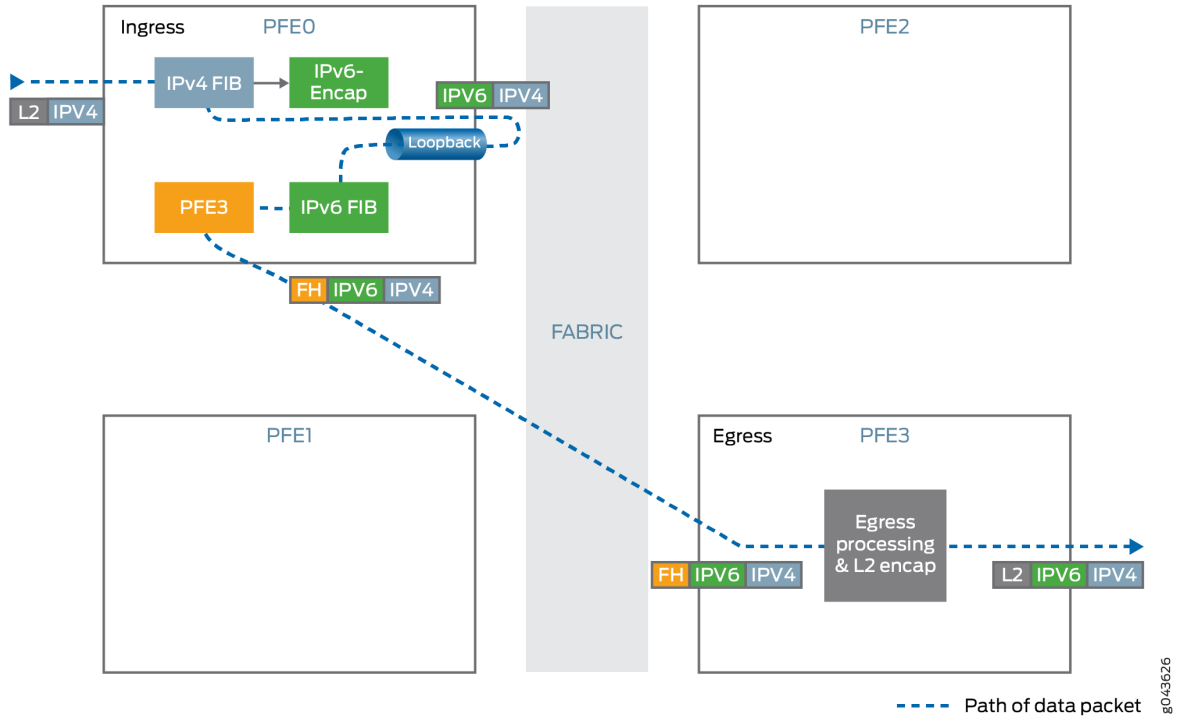 Ingress
PFE0
PFE2
IPv4 FIB
IPv6-
Encap
L2 IPV4
IPV6 IPV4
Loopback
PFE3
IPv6 FIB
FH IPV6 IPV4
FABRIC
PFE1
Egress
PFE3
Egress
processing
& L2 encap
FH IPV6 IPV4
L2 IPV6 IPV4
Path of data packet
g043626